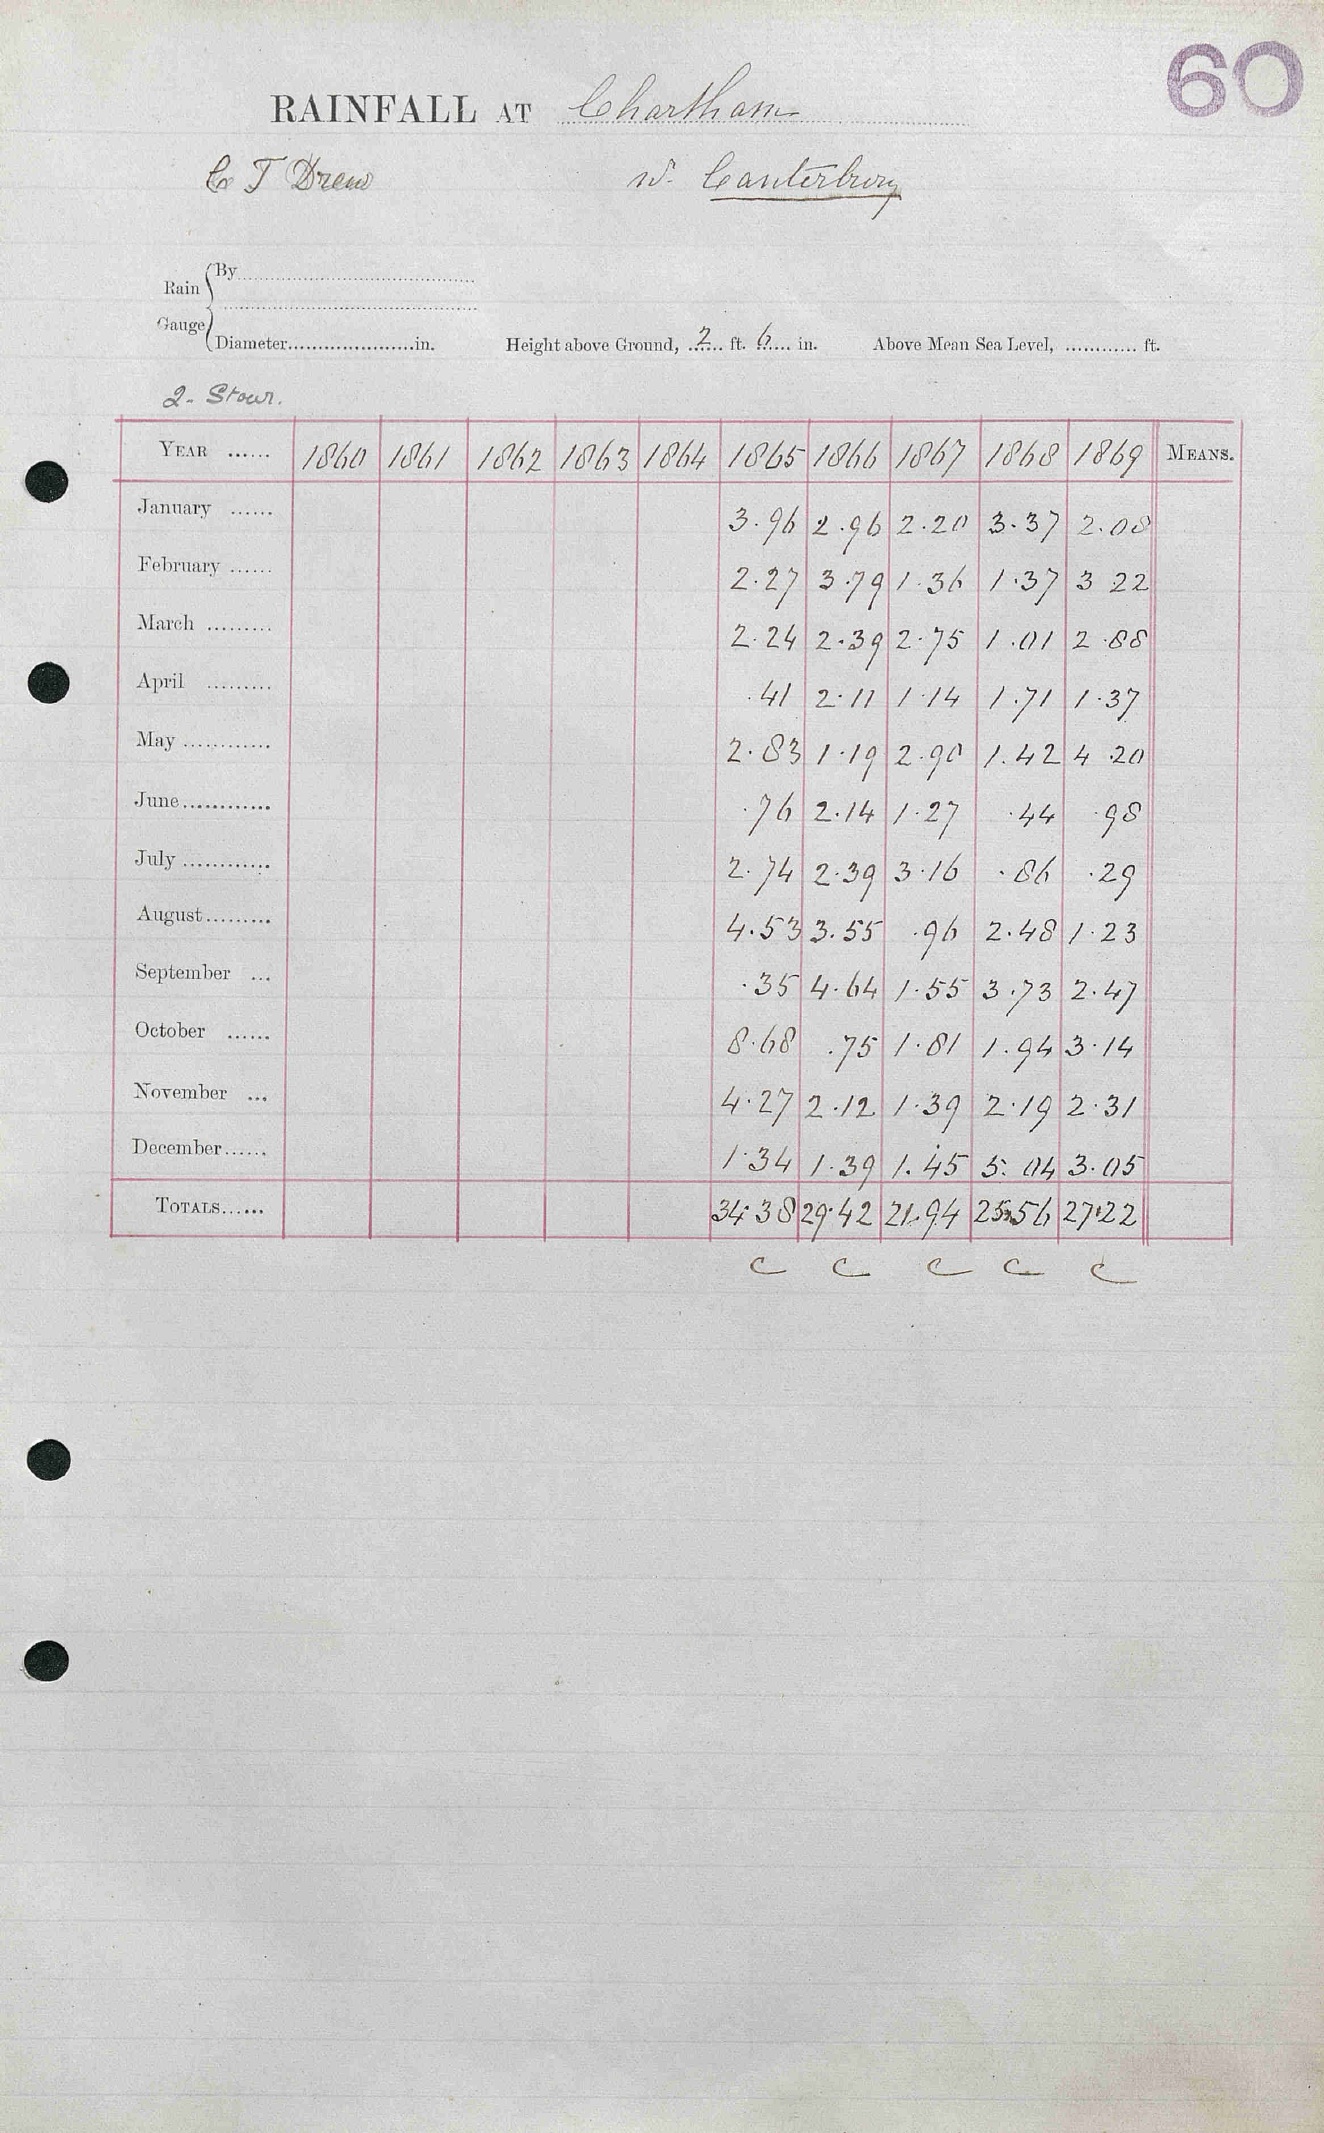 60
RAINFALL AT Chartham
C T Drew
nr. Canterbury
Rain Gauge { By
Diameter in. Height above Ground, 2 ft. 6 in. Above Mean Sea Level, ft.
2- Stour.
YEAR 1860 1861 1862 1863 1864 1865 1866 1867 1868 1869 MEANS.
January 3.96 2.96 2.20 3.37 2.08
February 2.27 3.79 1.36 1.37 3 22
March 2.24 2.39 2.75 1.01 2.88
April .41 2.11 1.14 1.71 1.37
May 2.83 1.19 2.90 1.42 4.20
June .76 2.14 1.27 .44 .98
July 2.74 2.39 3.16 .86 .29
August 4.53 3.55 .96 2.48 1.23
September .35 4.64 1.55 3.73 2.47
October 8.68 .75 1.81 1.94 3.14
November 4.27 2.12 1.39 2.19 2.31
December 1.34 1.39 1.45 5.04 3.05
TOTALS 34.38 29.42 21.94 25.56 27.22
C C C C C